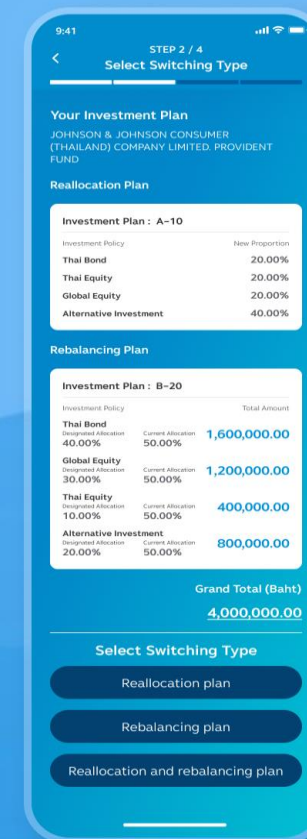 9:41
STEP 2 / 4
Select Switching Type
Your Investment Plan
JOHNSON & JOHNSON CONSUMER
(THAILAND) COMPANY LIMITED. PROVIDENT
FUND
Reallocation Plan
Investment Plan : A-10
Investment Policy New Proportion
Thai Bond 20.00%
Thai Equity 20.00%
Global Equity 20.00%
Alternative Investment 40.00%
Rebalancing Plan
Investment Plan : B-20
Investment Policy Total Amount
Thai Bond
Designated Allocation Current Allocation
40.00% 50.00% 1,600,000.00
Global Equity
Designated Allocation Current Allocation
30.00% 50.00% 1,200,000.00
Thai Equity
Designated Allocation Current Allocation
10.00% 50.00% 400,000.00
Alternative Investment
Designated Allocation Current Allocation
20.00% 50.00% 800,000.00
Grand Total (Baht)
4,000,000.00
Select Switching Type
Reallocation plan
Rebalancing plan
Reallocation and rebalancing plan